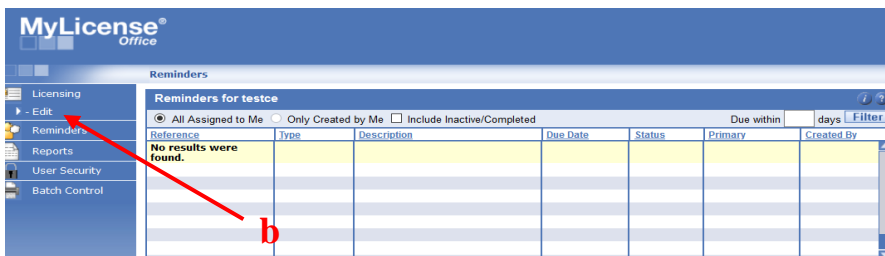 MyLicense®
Office
Reminders
Licensing
- Edit
Reminders
Reports
User Security
Batch Control
Reminders for testce
All Assigned to Me Only Created by Me Include Inactive/Completed Due within days Filter
Reference Type Description Due Date Status Primary Created By
No results were
found.
b